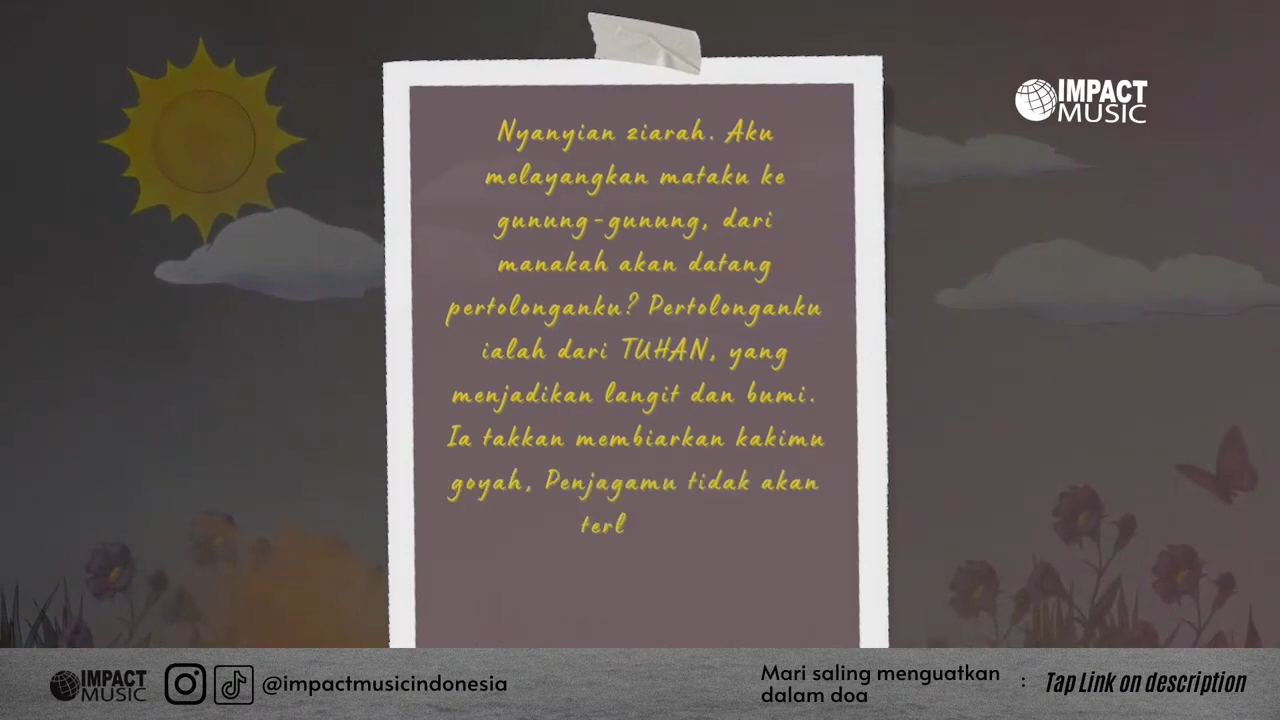 IMPACT
MUSIC
Nyanyian ziarah. Aku
melayangkan mataku ke
gunung-gunung, dari
manakah akan datang
pertolonganku? Pertolonganku
ialah dari TUHAN, yang
menjadikan langit dan bumi.
Ia takkan membiarkan kakimu
goyah, Penjagamu tidak akan
terl
IMPACT
MUSIC
@impactmusicindonesia
Mari saling menguatkan
dalam doa
:
Tap Link on description